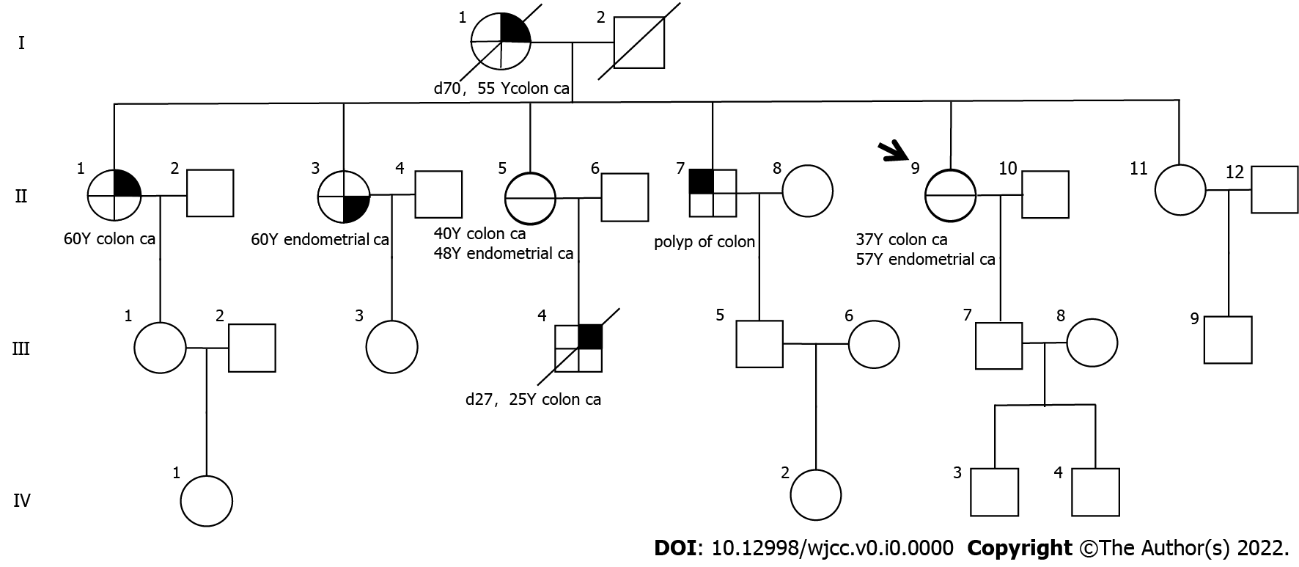 1 2
I
d70, 55 Ycolon ca
1 2 3 4 5 6 7 8 9 10 11 12
II
60Y colon ca
60Y endometrial ca
40Y colon ca
48Y endometrial ca
polyp of colon
37Y colon ca
57Y endometrial ca
1 2 3 4 5 6 7 8 9
III
d27, 25Y colon ca
1 2 3 4
IV
DOI: 10.12998/wjcc.v0.i0.0000 Copyright ©The Author(s) 2022.